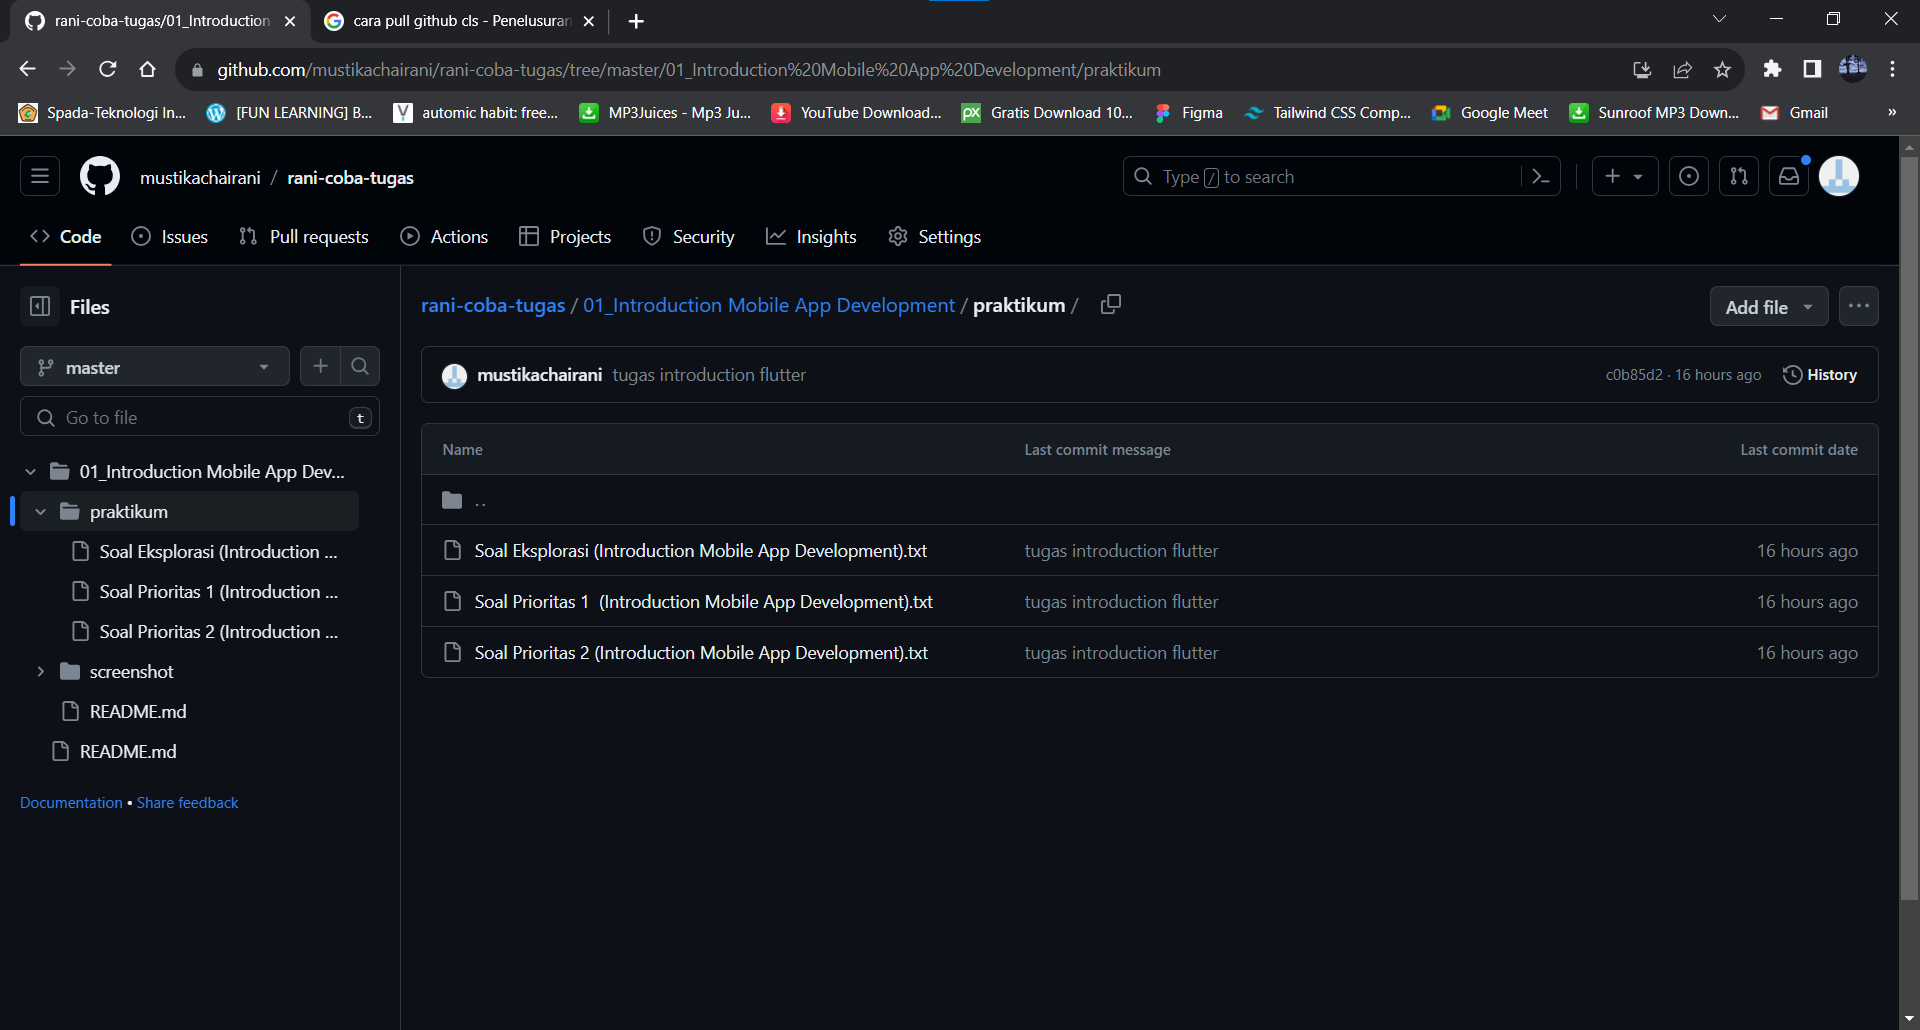 rani-coba-tugas/01_Introduction
cara pull github cls - Penelusuran
github.com/mustikachairani/rani-coba-tugas/tree/master/01_Introduction%20Mobile%20App%20Development/praktikum
Spada-Teknologi In...
[FUN LEARNING] B...
automic habit: free...
MP3Juices - Mp3 Ju...
YouTube Download...
Gratis Download 10...
Figma
Tailwind CSS Comp...
Google Meet
Sunroof MP3 Down...
Gmail
»
mustikachairani / rani-coba-tugas
Type / to search
Code
Issues
Pull requests
Actions
Projects
Security
Insights
Settings
Files
master
Go to file
t
01_Introduction Mobile App Dev...
praktikum
Soal Eksplorasi (Introduction ...
Soal Prioritas 1 (Introduction ...
Soal Prioritas 2 (Introduction ...
screenshot
README.md
README.md
Documentation • Share feedback
rani-coba-tugas / 01_Introduction Mobile App Development / praktikum /
Add file
mustikachairani tugas introduction flutter
c0b85d2 · 16 hours ago
History
Name Last commit message Last commit date
..
Soal Eksplorasi (Introduction Mobile App Development).txt tugas introduction flutter 16 hours ago
Soal Prioritas 1  (Introduction Mobile App Development).txt tugas introduction flutter 16 hours ago
Soal Prioritas 2 (Introduction Mobile App Development).txt tugas introduction flutter 16 hours ago